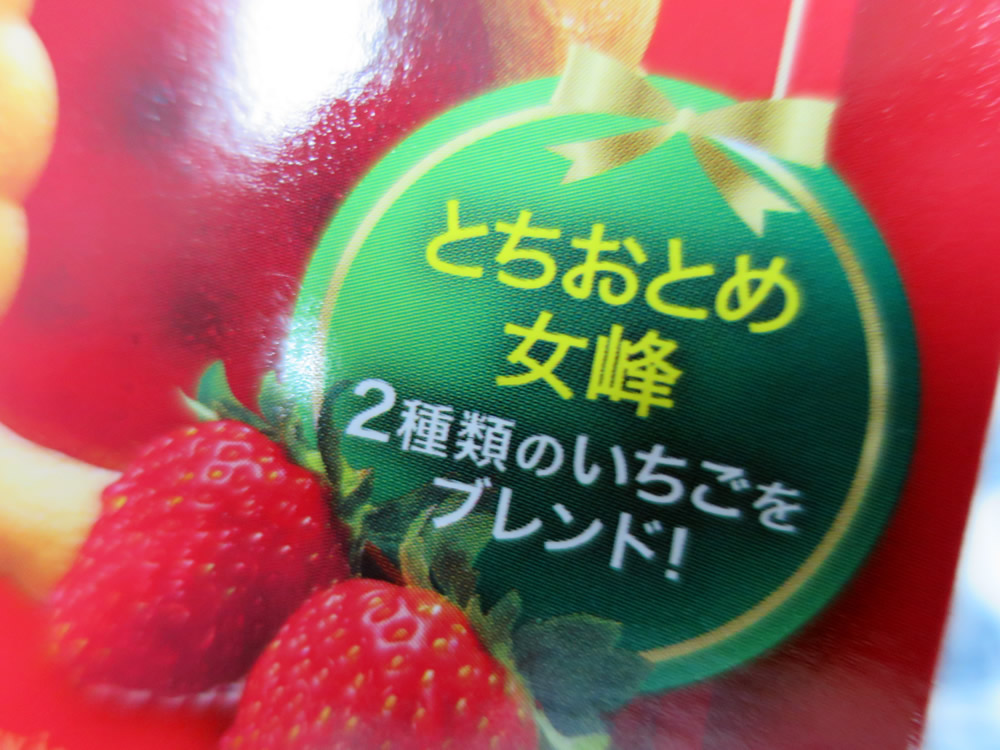 とちおとめ
女峰
2種類のいちごを
ブレンド!